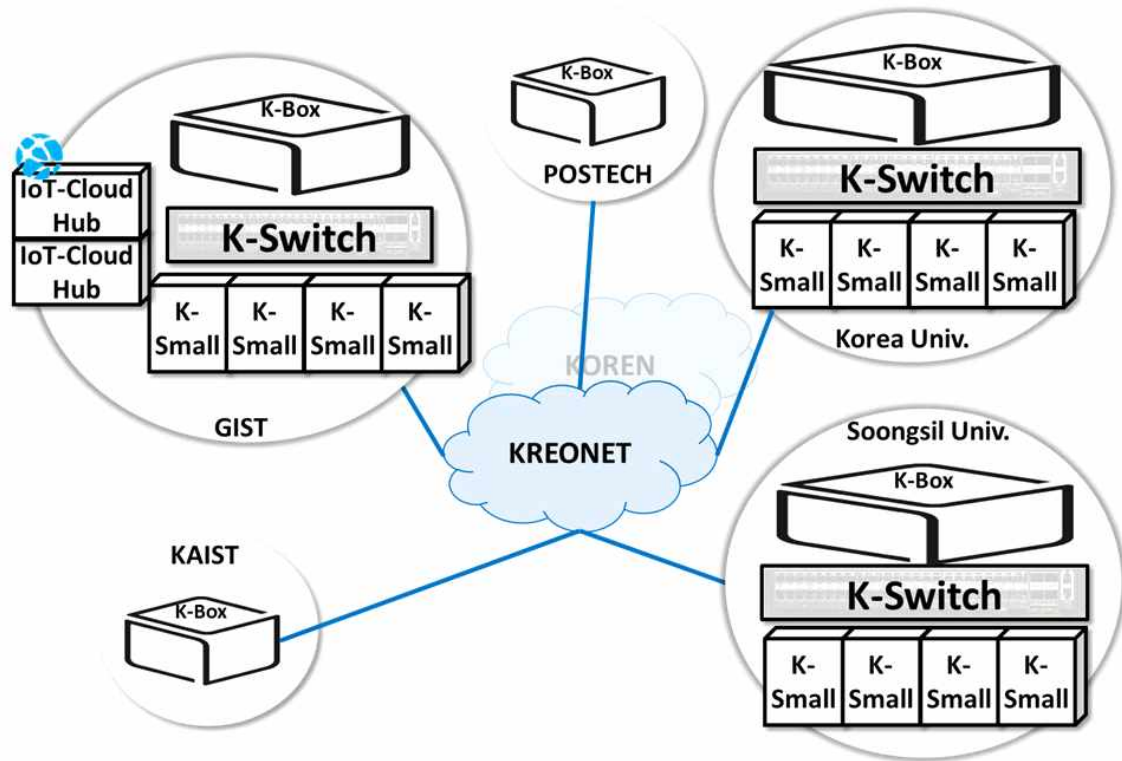 K-Box
IoT-Cloud
Hub
IoT-Cloud
Hub
K-Switch
K-
Small
K-
Small
K-
Small
K-
Small
GIST
K-Box
POSTECH
K-Box
K-Switch
K-
Small
K-
Small
K-
Small
K-
Small
Korea Univ.
KOREN
KREONET
Soongsil Univ.
K-Box
K-Switch
K-
Small
K-
Small
K-
Small
K-
Small
KAIST
K-Box